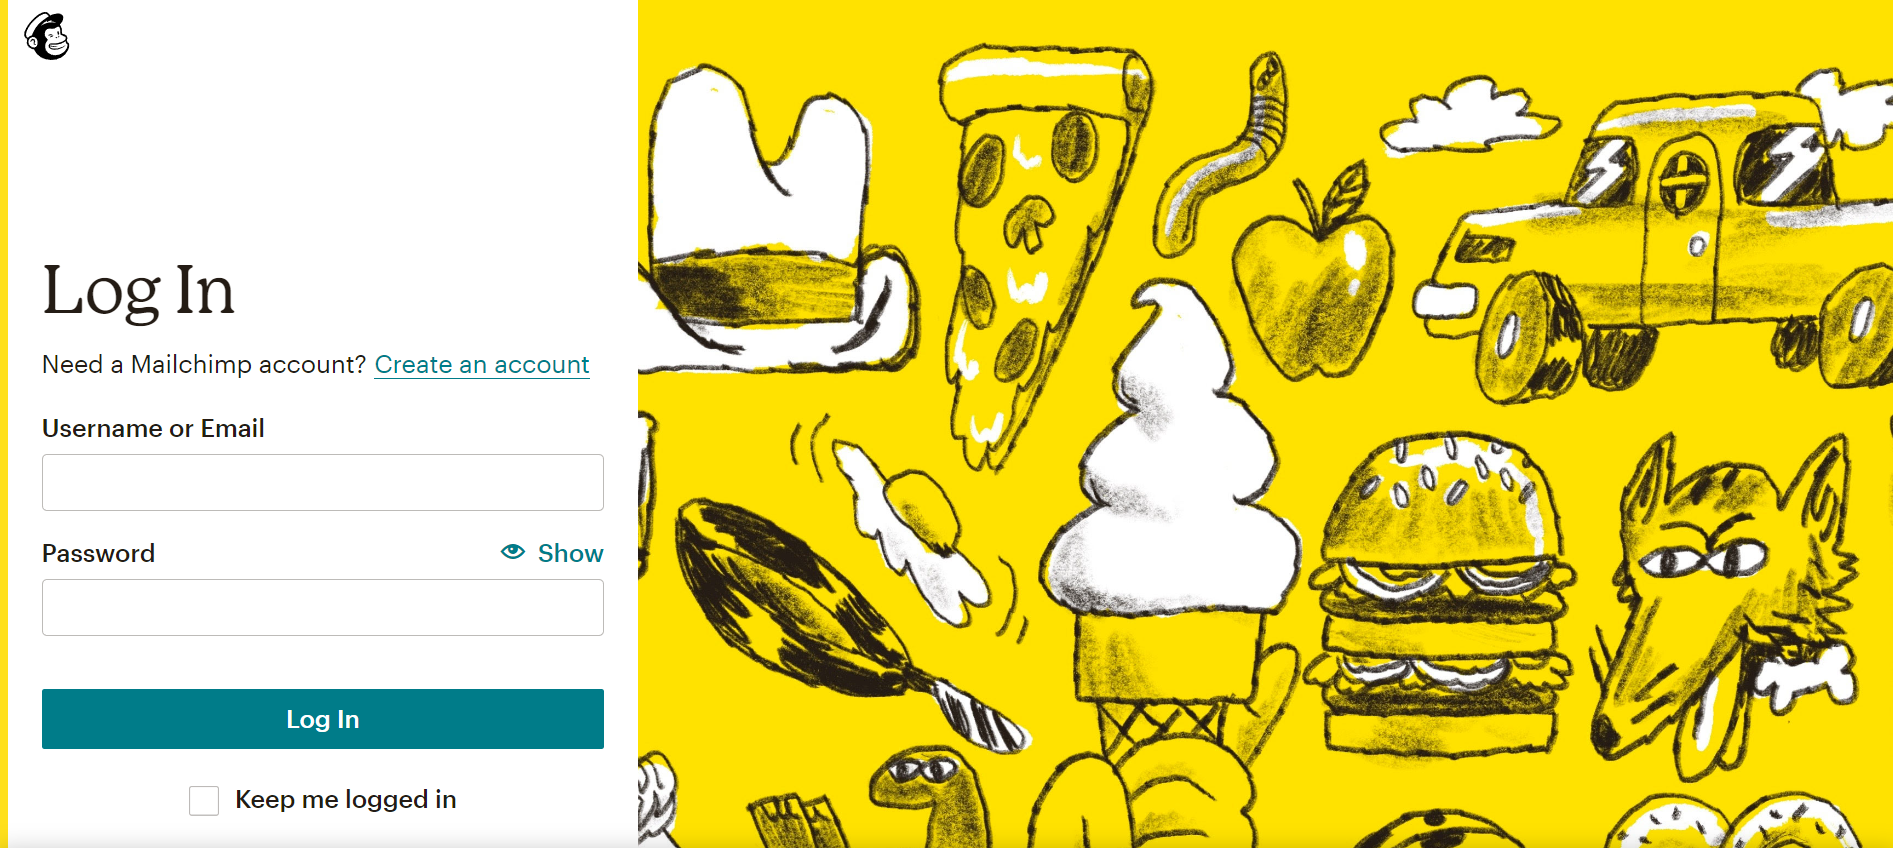 Log In
Need a Mailchimp account? Create an account
Username or Email
Password Show
Log In
Keep me logged in